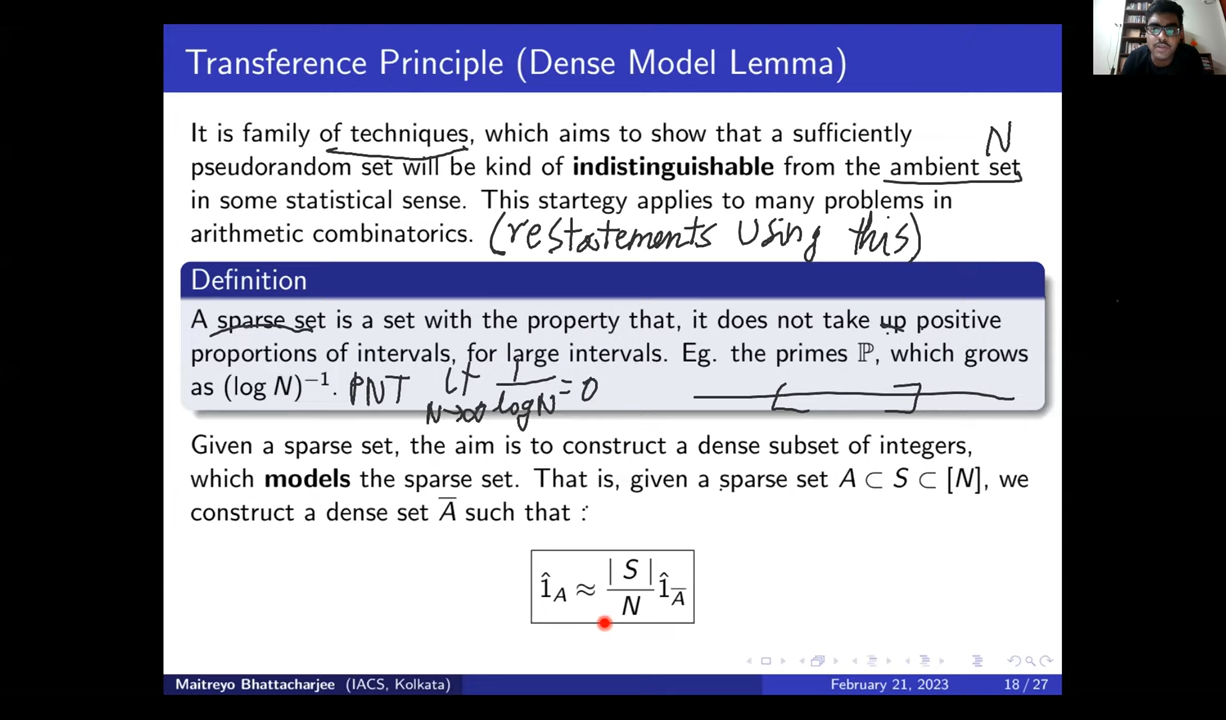 Transference Principle (Dense Model Lemma)
It is family of techniques, which aims to show that a sufficiently N
pseudorandom set will be kind of indistinguishable from the ambient set
in some statistical sense. This startegy applies to many problems in
arithmetic combinatorics. (restatements using this)
Definition
A sparse set is a set with the property that, it does not take up positive
proportions of intervals, for large intervals. Eg. the primes ℙ, which grows
as (log N)⁻¹. PNT lt N→∞ 1/log N = 0
Given a sparse set, the aim is to construct a dense subset of integers,
which models the sparse set. That is, given a sparse set A ⊂ S ⊂ [N], we
construct a dense set A̅ such that :
1̂_A ≈ |S|/N 1̂_A̅
Maitreyo Bhattacharjee (IACS, Kolkata) February 21, 2023 18 / 27